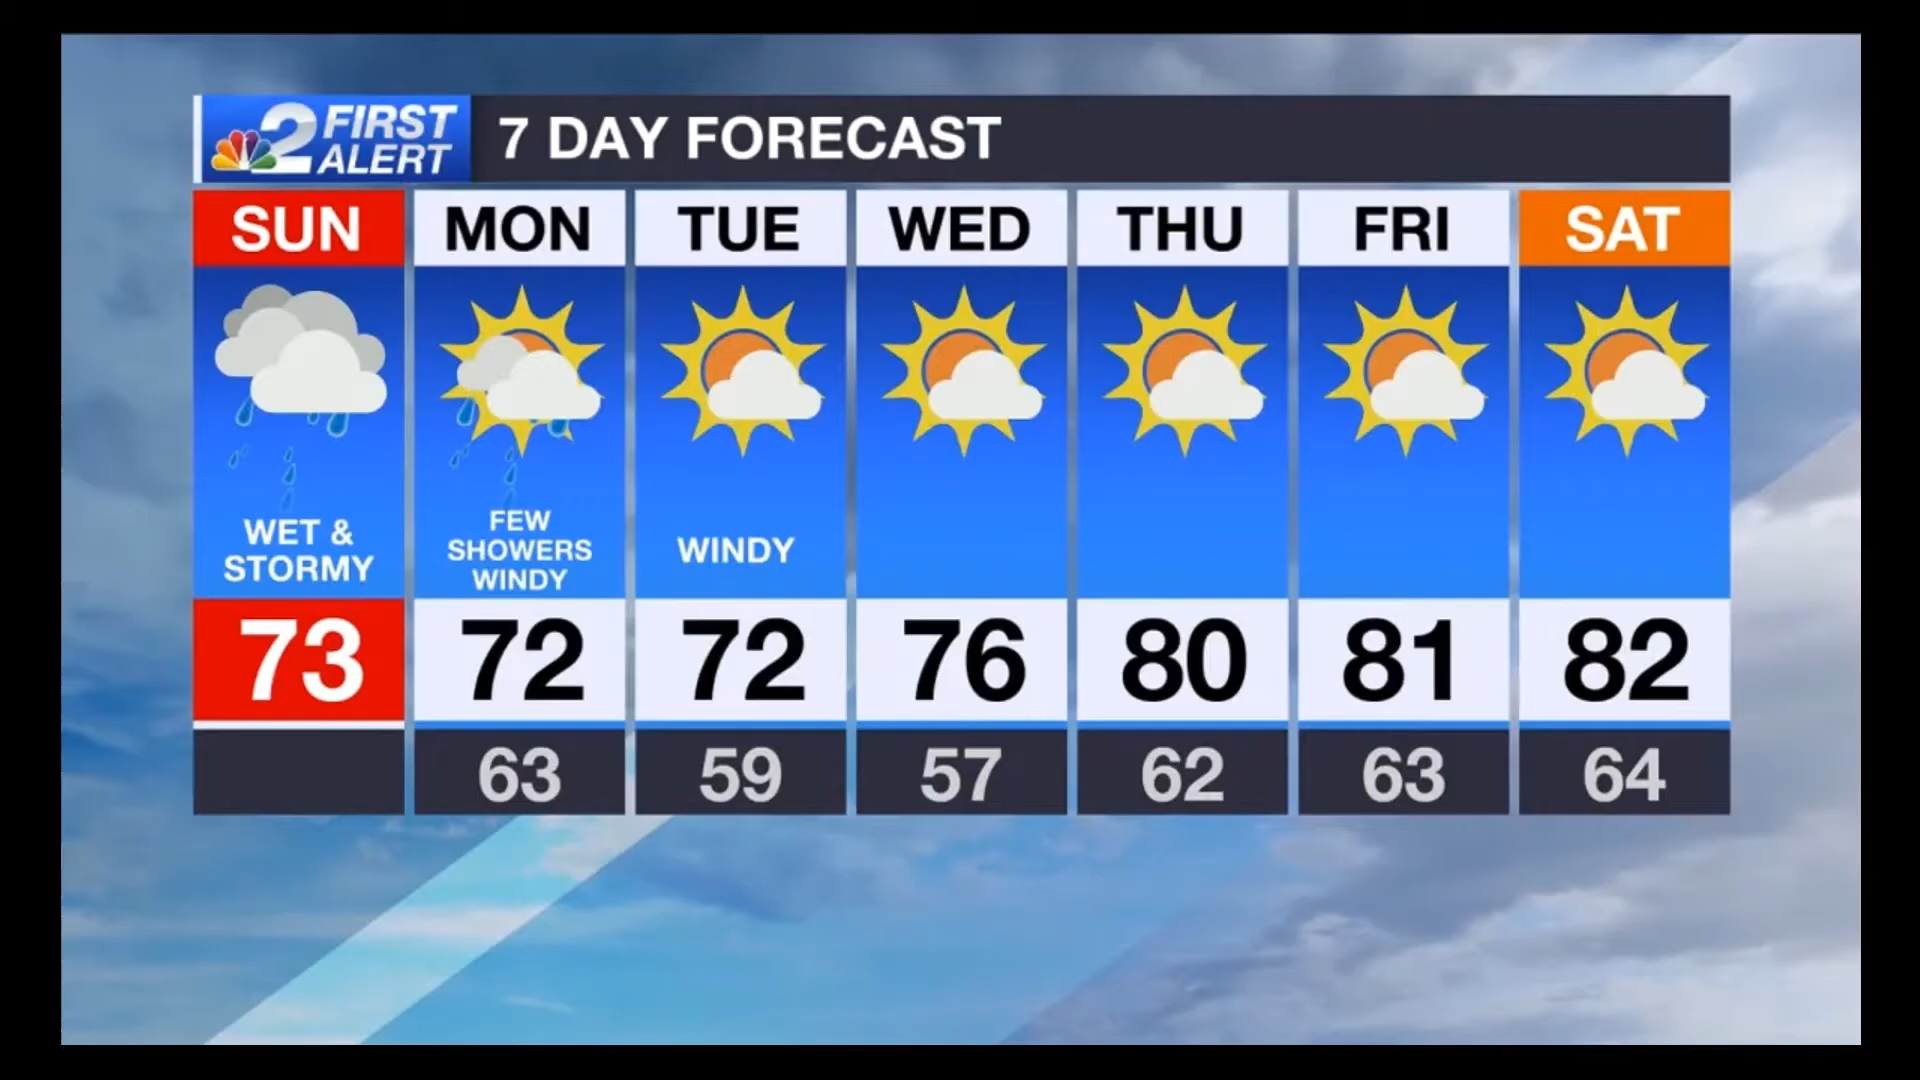 2 FIRST ALERT
7 DAY FORECAST
SUN MON TUE WED THU FRI SAT
WET &
STORMY
FEW
SHOWERS
WINDY
WINDY
73 72 72 76 80 81 82
63 59 57 62 63 64